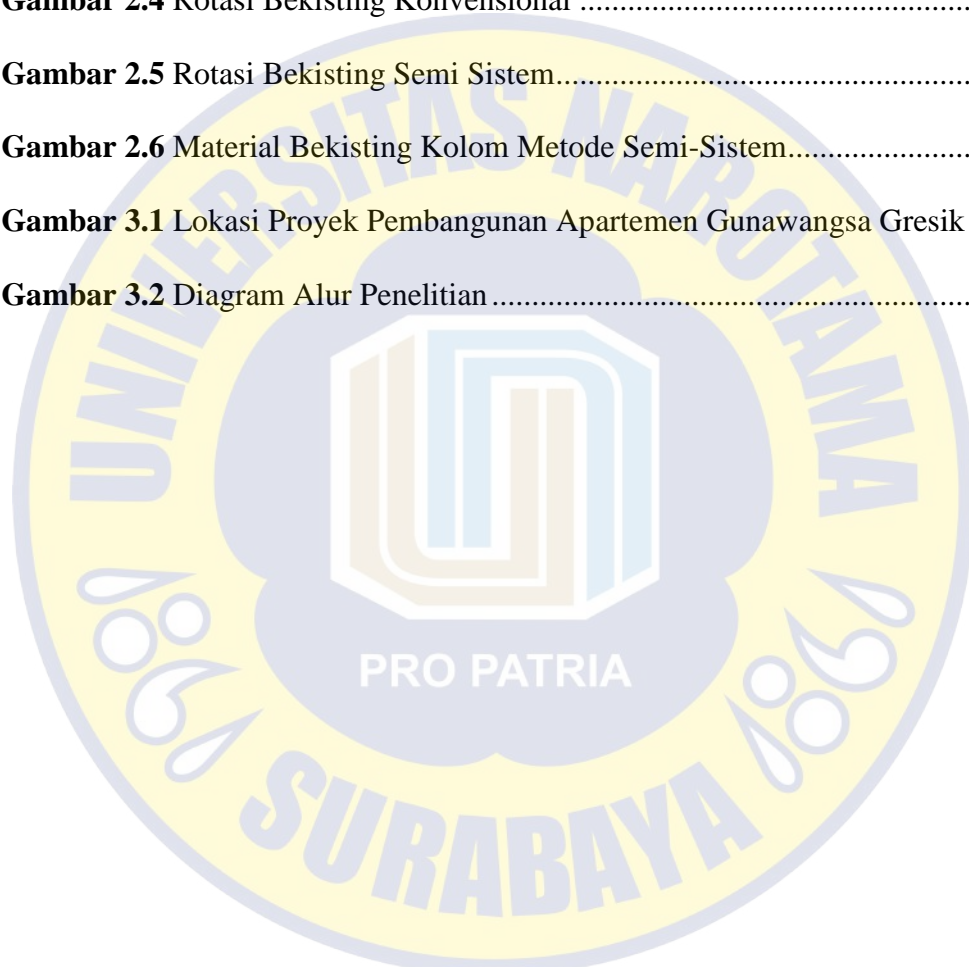 Gambar 2.4 Rotasi Bekisting Konvensional ...............................................
Gambar 2.5 Rotasi Bekisting Semi Sistem..................................................
Gambar 2.6 Material Bekisting Kolom Metode Semi-Sistem......................
Gambar 3.1 Lokasi Proyek Pembangunan Apartemen Gunawangsa Gresik
Gambar 3.2 Diagram Alur Penelitian ..........................................................
UNIVERSITAS NAROTAMA
PRO PATRIA
SURABAYA